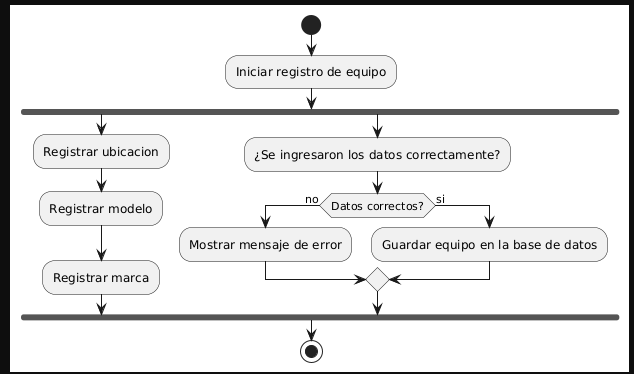 Iniciar registro de equipo
Registrar ubicacion
¿Se ingresaron los datos correctamente?
Registrar modelo
no
Datos correctos?
si
Mostrar mensaje de error
Guardar equipo en la base de datos
Registrar marca